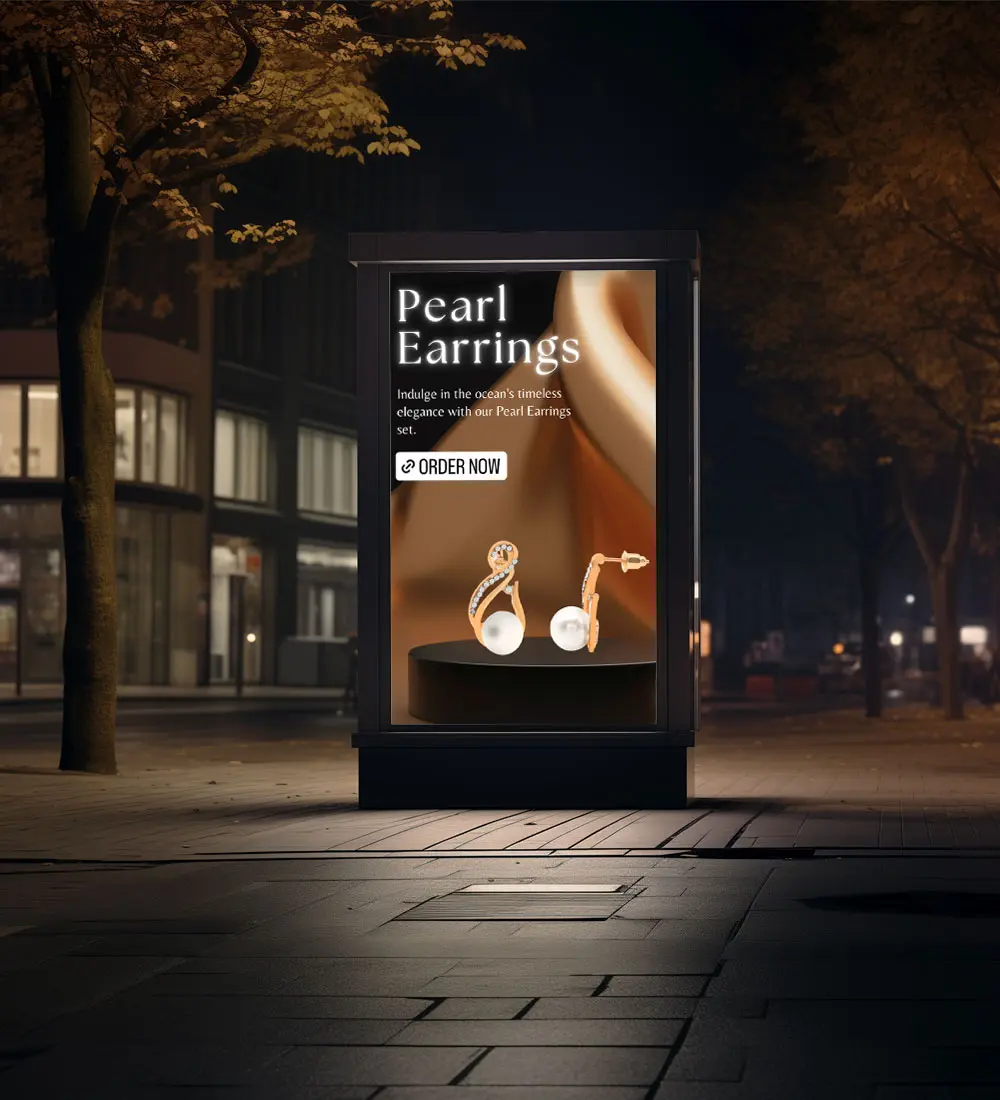 Pearl
Earrings
Indulge in the ocean's timeless
elegance with our Pearl Earrings
set.
ORDER NOW